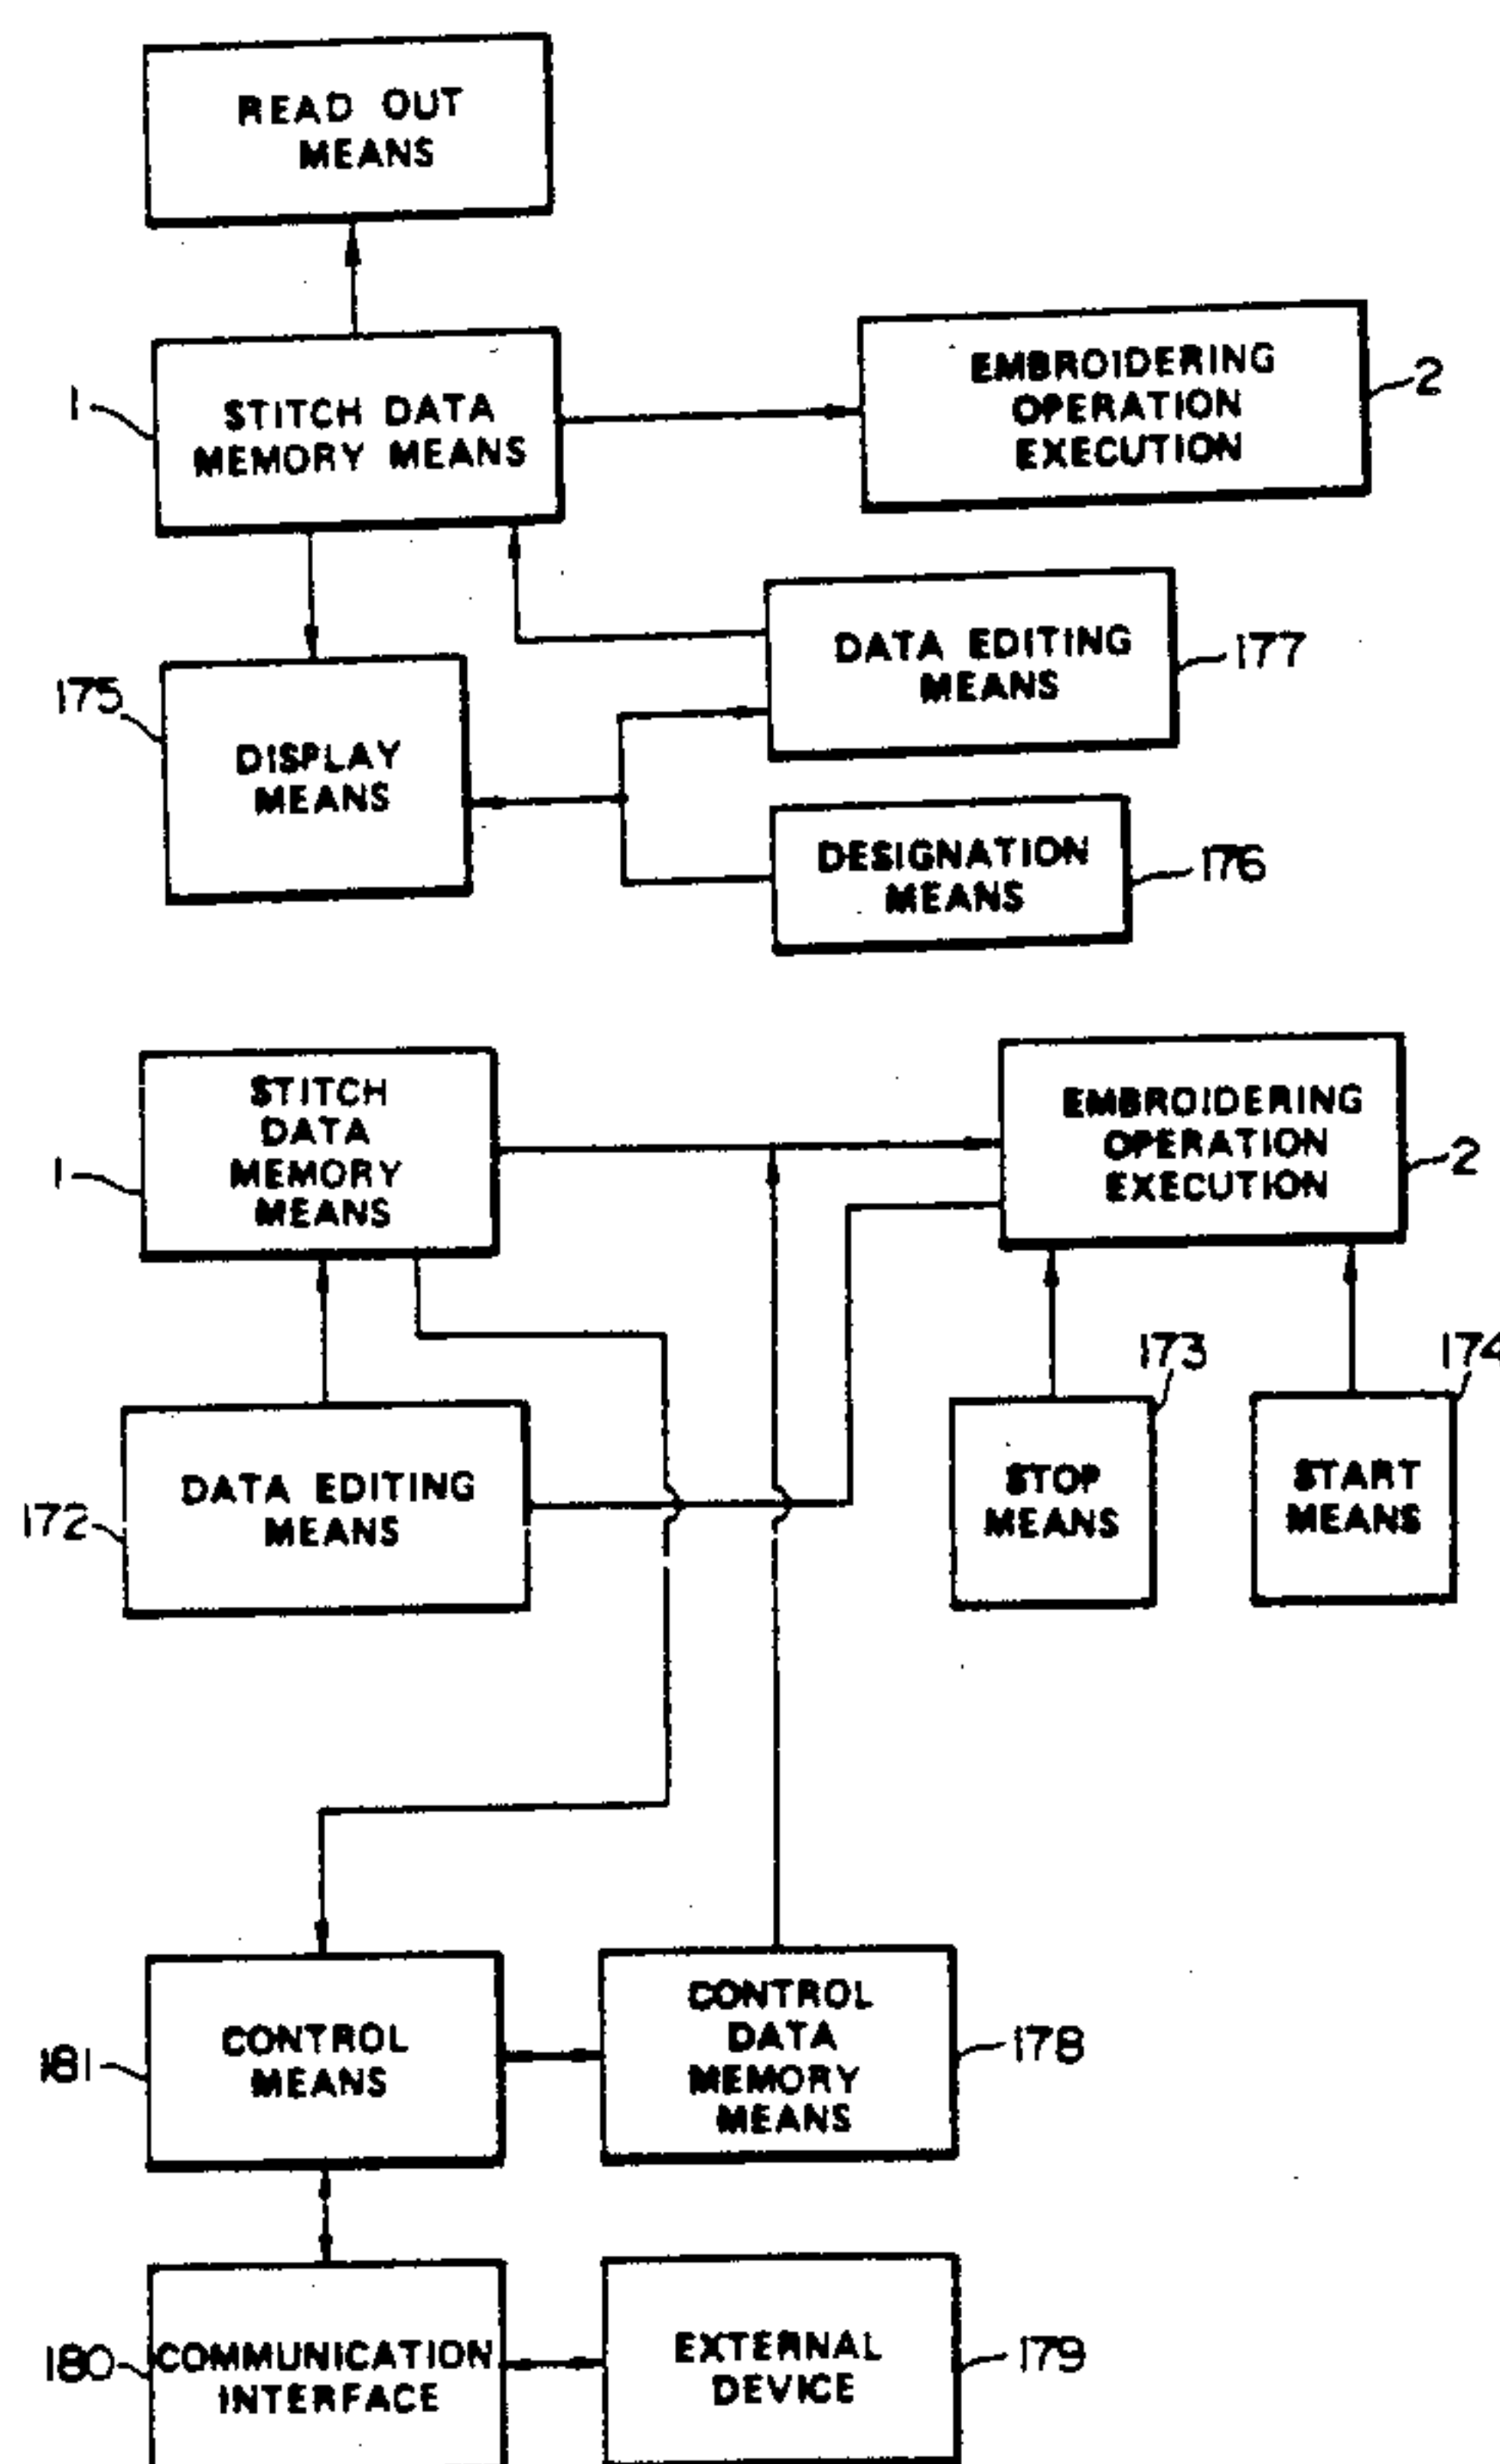 READ OUT
MEANS
1
STITCH DATA
MEMORY MEANS
EMBROIDERING
OPERATION
EXECUTION
2
DATA EDITING
MEANS
177
175
DISPLAY
MEANS
DESIGNATION
MEANS
176
STITCH
DATA
MEMORY
MEANS
1
EMBROIDERING
OPERATION
EXECUTION
2
173
174
DATA EDITING
MEANS
172
STOP
MEANS
START
MEANS
CONTROL
MEANS
181
CONTROL
DATA
MEMORY
MEANS
178
180
COMMUNICATION
INTERFACE
EXTERNAL
DEVICE
179